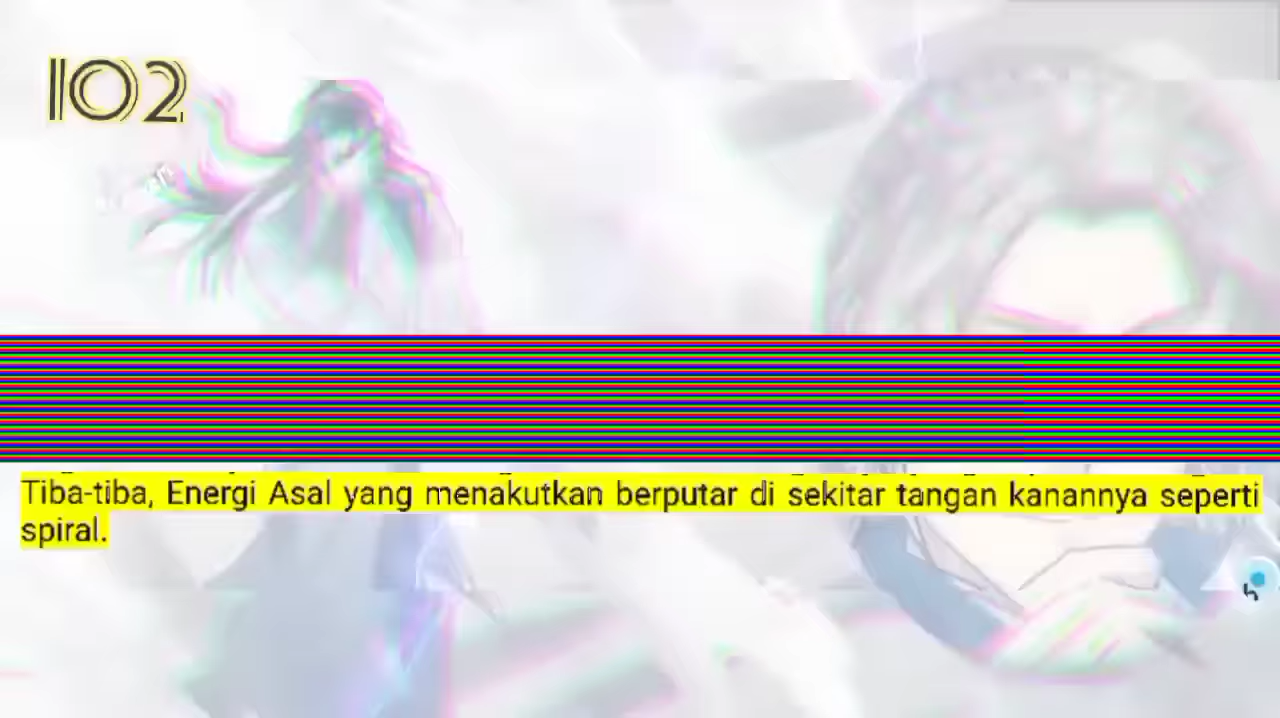 102
Tiba-tiba, Energi Asal yang menakutkan berputar di sekitar tangan kanannya seperti
spiral.